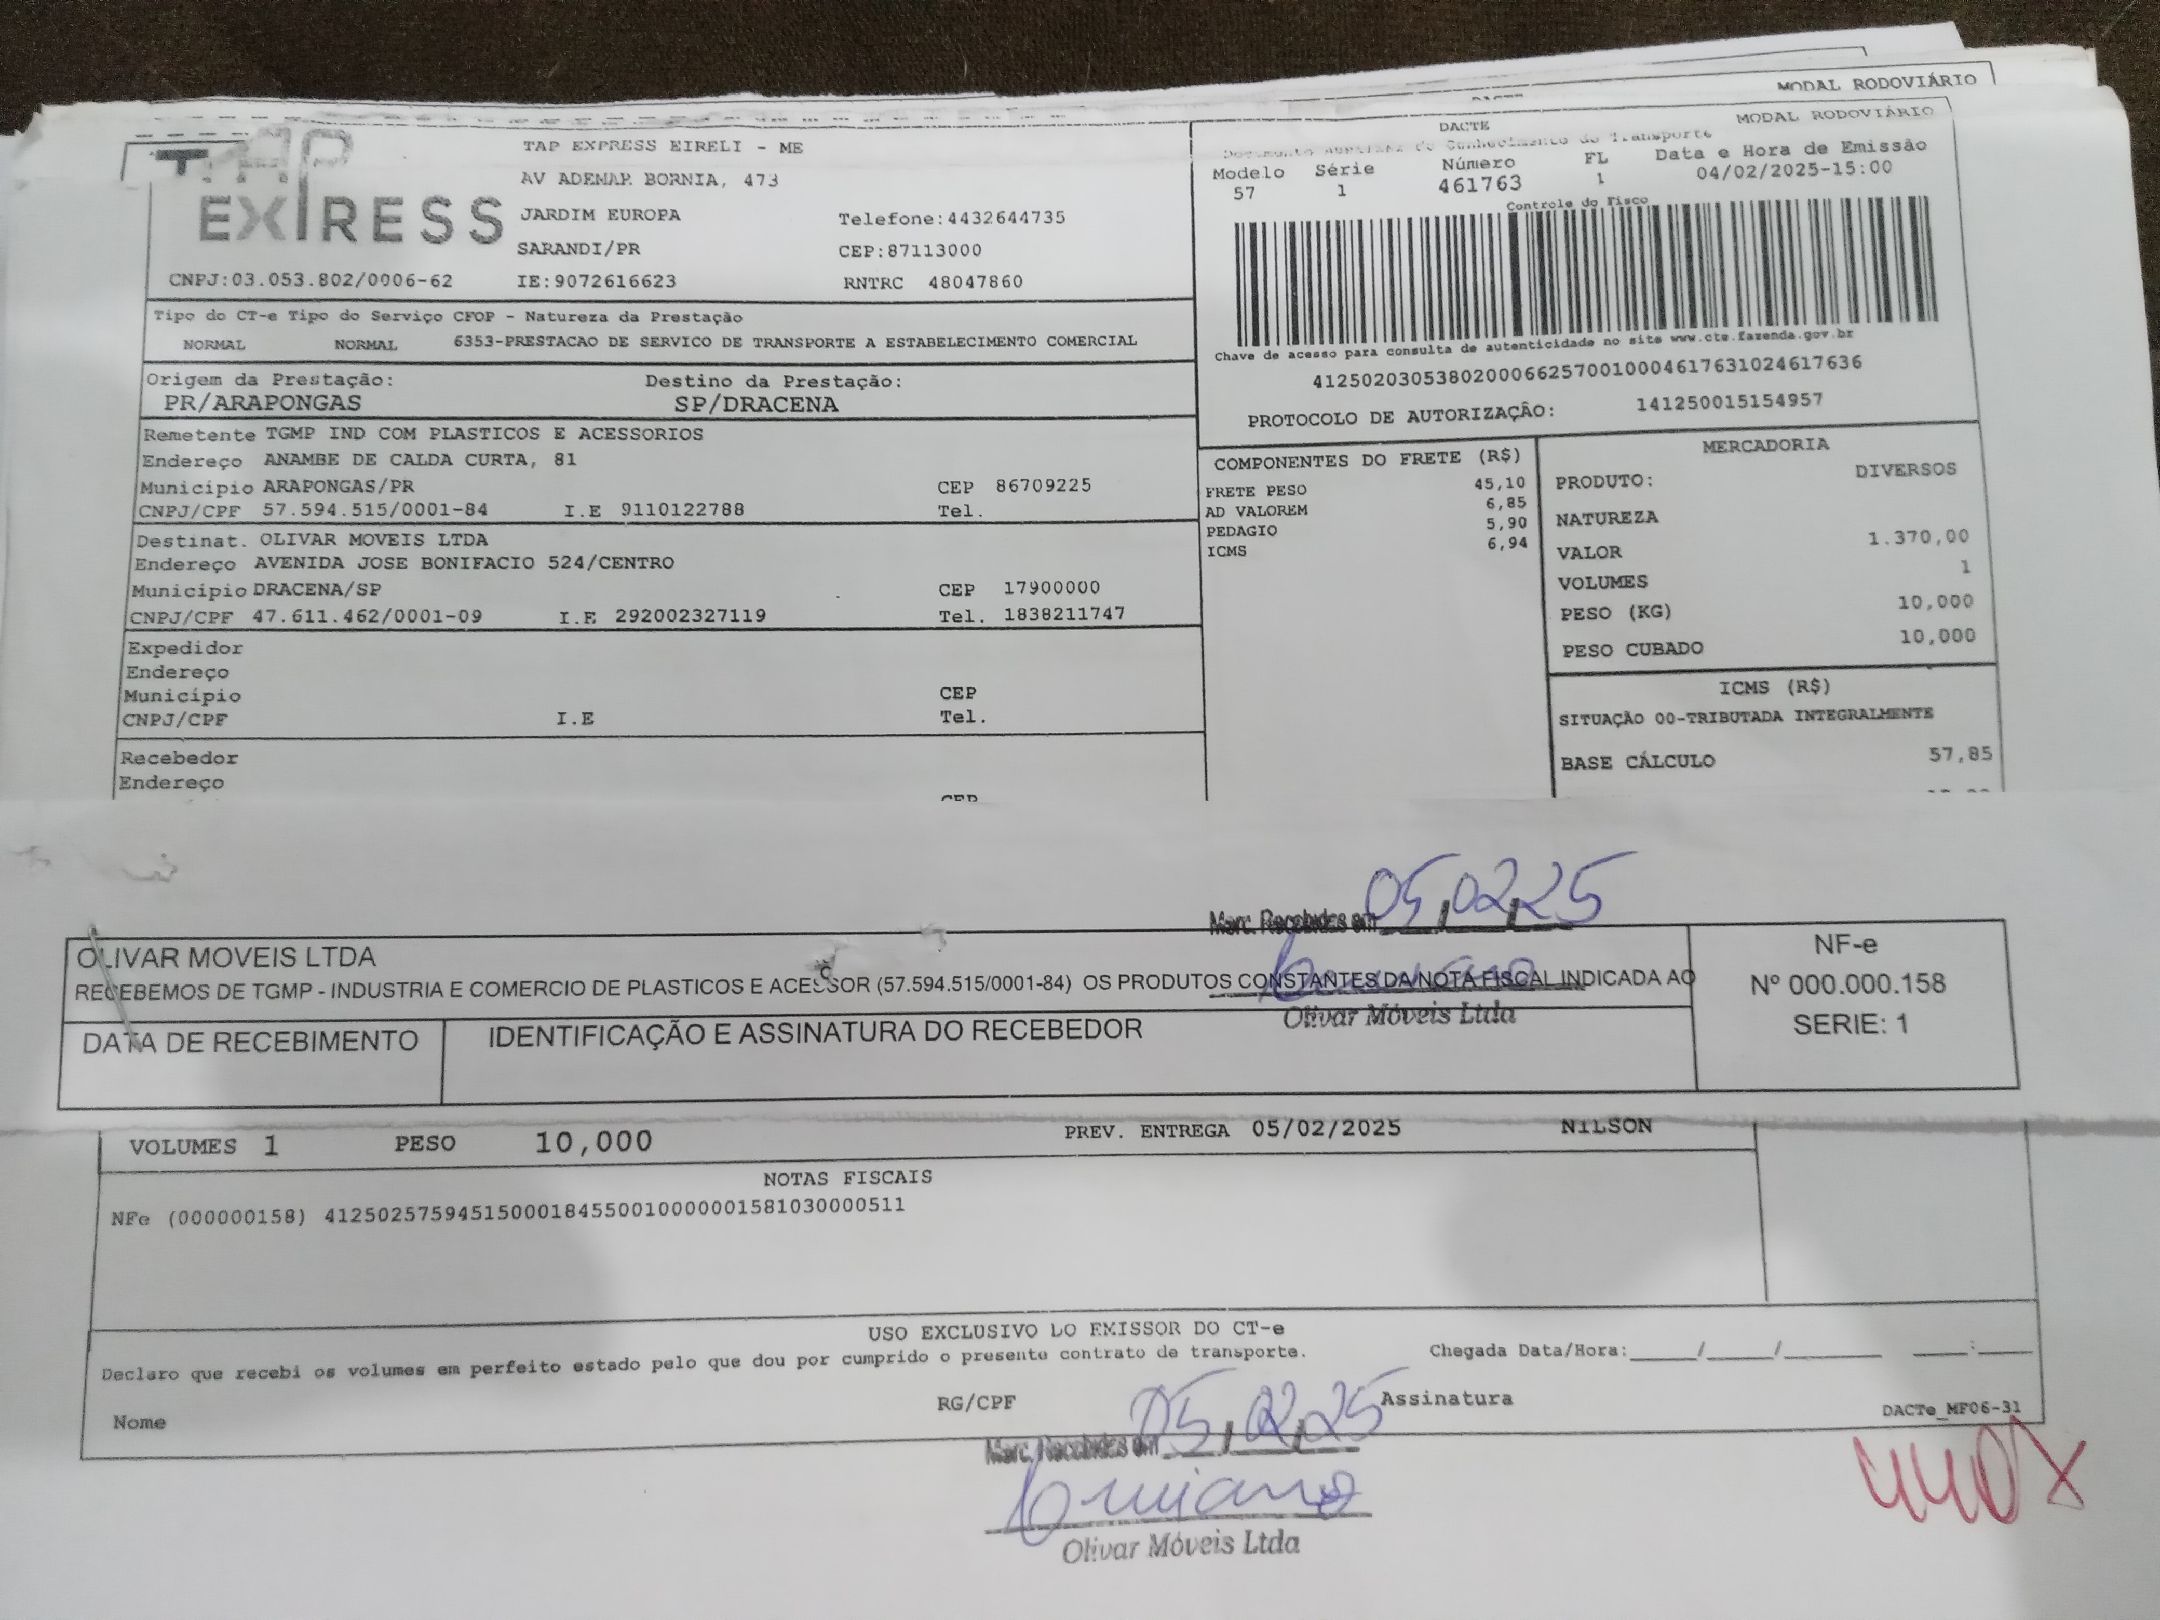 MODAL RODOVIÁRIO
DACTE
MODAL RODOVIÁRIO
TAP EXPRESS EIRELI - ME
AV ADEMAR BORNIA, 473
JARDIM EUROPA Telefone:4432644735
SARANDI/PR CEP:87113000
CNPJ:03.053.802/0006-62 IE:9072616623 RNTRC 48047860
Modelo Série Número FL Data e Hora de Emissão
57 1 461763 1 04/02/2025-15:00
Controle do Fisco
Chave de acesso para consulta de autenticidade no site www.cte.fazenda.gov.br
41250203053802000662570010004617631024617636
PROTOCOLO DE AUTORIZAÇÃO: 141250015154957
Tipo do CT-e Tipo do Serviço CFOP - Natureza da Prestação
NORMAL NORMAL 6353-PRESTACAO DE SERVICO DE TRANSPORTE A ESTABELECIMENTO COMERCIAL
Origem da Prestação: Destino da Prestação:
PR/ARAPONGAS SP/DRACENA
Remetente TGMP IND COM PLASTICOS E ACESSORIOS
Endereço ANAMBE DE CALDA CURTA, 81
Município ARAPONGAS/PR CEP 86709225
CNPJ/CPF 57.594.515/0001-84 I.E 9110122788 Tel.
Destinat. OLIVAR MOVEIS LTDA
Endereço AVENIDA JOSE BONIFACIO 524/CENTRO
Município DRACENA/SP CEP 17900000
CNPJ/CPF 47.611.462/0001-09 I.E 292002327119 Tel. 1838211747
Expedidor
Endereço
Município CEP
CNPJ/CPF I.E Tel.
Recebedor
Endereço
COMPONENTES DO FRETE (R$)
FRETE PESO 45,10
AD VALOREM 6,85
PEDAGIO 5,90
ICMS 6,94
MERCADORIA
PRODUTO: DIVERSOS
NATUREZA
VALOR 1.370,00
VOLUMES 1
PESO (KG) 10,000
PESO CUBADO 10,000
ICMS (R$)
SITUAÇÃO 00-TRIBUTADA INTEGRALMENTE
BASE CÁLCULO 57,85
Merc. Recebidas em 05,02,25
OLIVAR MOVEIS LTDA
RECEBEMOS DE TGMP - INDUSTRIA E COMERCIO DE PLASTICOS E ACESSOR (57.594.515/0001-84) OS PRODUTOS CONSTANTES DA NOTA FISCAL INDICADA AO
Olivar Móveis Ltda
DATA DE RECEBIMENTO IDENTIFICAÇÃO E ASSINATURA DO RECEBEDOR
NF-e
Nº 000.000.158
SERIE: 1
VOLUMES 1 PESO 10,000 PREV. ENTREGA 05/02/2025 NILSON
NOTAS FISCAIS
NFe (000000158) 41250257594515000184550010000001581030000511
USO EXCLUSIVO DO EMISSOR DO CT-e
Declaro que recebi os volumes em perfeito estado pelo que dou por cumprido o presente contrato de transporte. Chegada Data/Hora:_____/_____/_______ ____:____
Nome RG/CPF Assinatura
DACTe_MF06-31
Merc. Recebidas em 05,02,25
Olivar Móveis Ltda